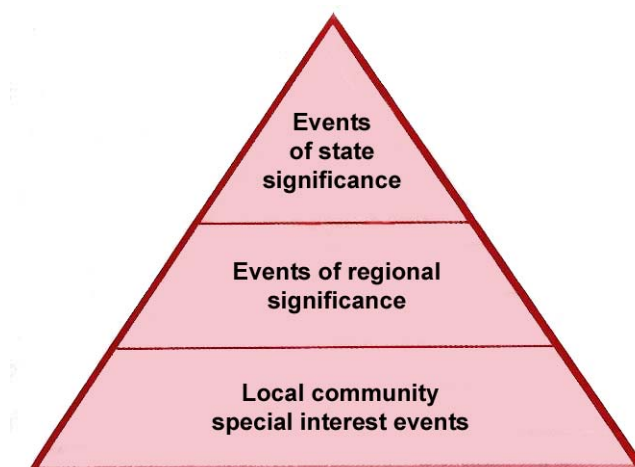 Events
of state
significance
Events of regional
significance
Local community
special interest events